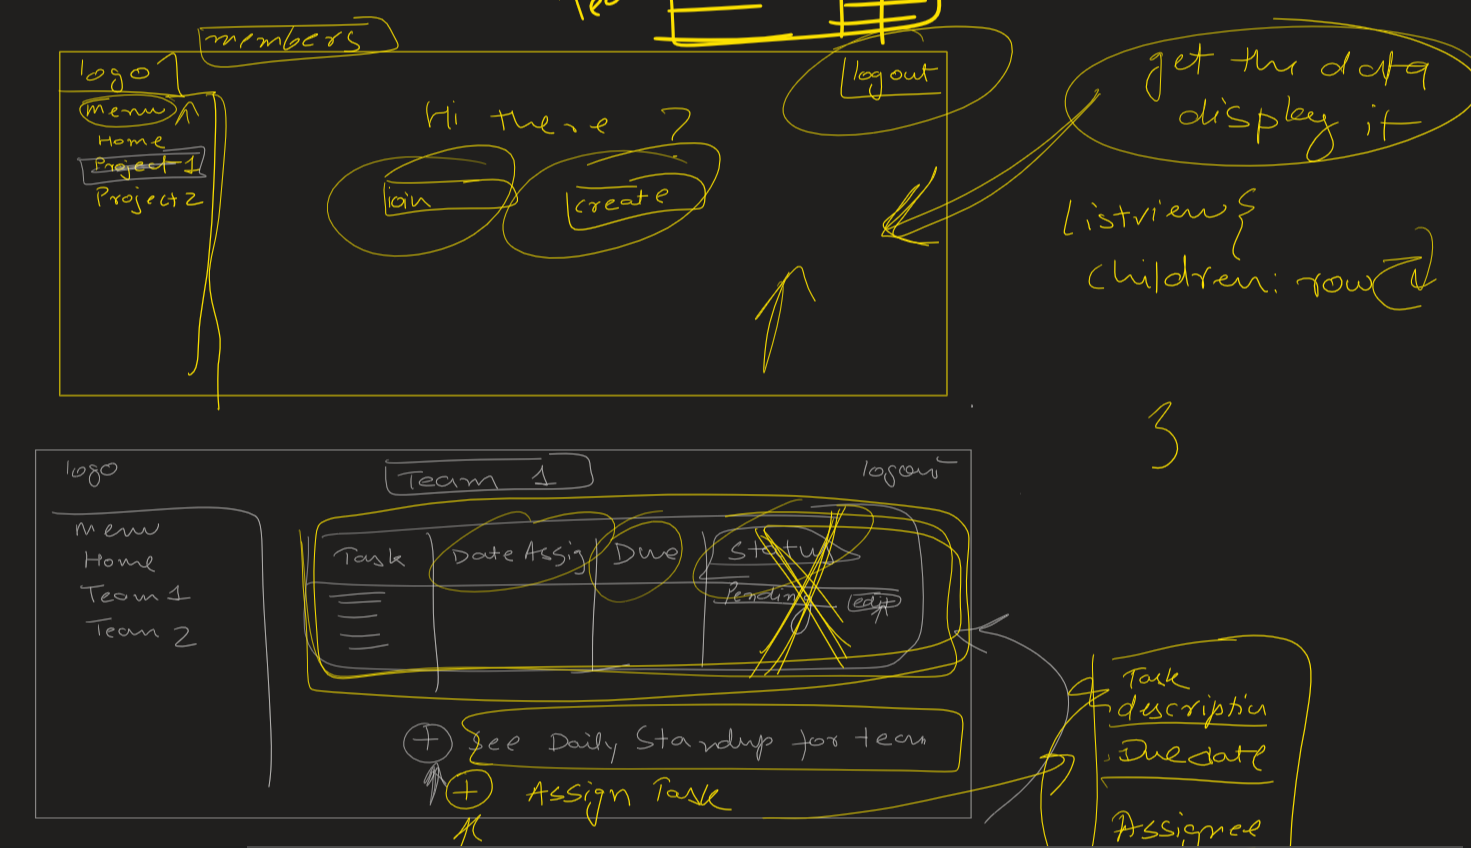 members
logo
logout
menu
Home
Project 1
Project 2
Hi there ?
join
create
get the data
display it
Listview {
children: row
}
logo
Team 1
logout
menu
Home
Team 1
Team 2
Task
Date Assig
Due
Status
Pending
edit
+ See Daily Standup for team
+ Assign Task
Task
description
Due date
Assignee